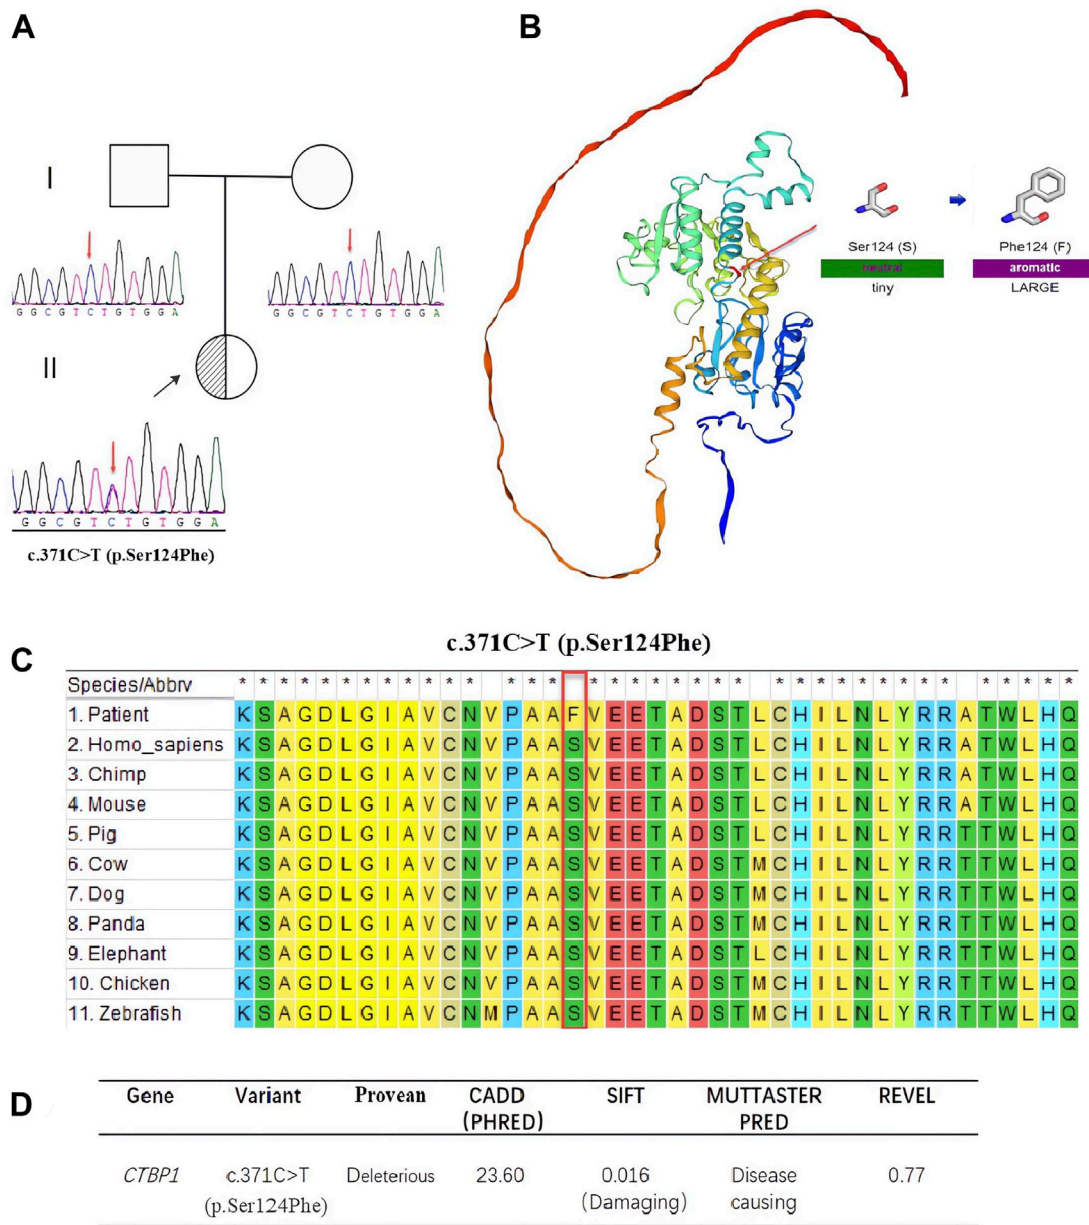 A
B
I
G G C G T C T G T G G A
G G C G T C T G T G G A
II
G G C G T C T G T G G A
c.371C>T (p.Ser124Phe)
Ser124 (S)
neutral
tiny
Phe124 (F)
aromatic
LARGE
C
c.371C>T (p.Ser124Phe)
Species/Abbrv * * * * * * * * * * * * * * * * * * * * * * * * * * * * * * * * * * * * *
1. Patient K S A G D L G I A V C N V P A A F V E E T A D S T L C H I L N L Y R R A T W L H Q
2. Homo_sapiens K S A G D L G I A V C N V P A A S V E E T A D S T L C H I L N L Y R R A T W L H Q
3. Chimp K S A G D L G I A V C N V P A A S V E E T A D S T L C H I L N L Y R R A T W L H Q
4. Mouse K S A G D L G I A V C N V P A A S V E E T A D S T L C H I L N L Y R R A T W L H Q
5. Pig K S A G D L G I A V C N V P A A S V E E T A D S T L C H I L N L Y R R T T W L H Q
6. Cow K S A G D L G I A V C N V P A A S V E E T A D S T M C H I L N L Y R R T T W L H Q
7. Dog K S A G D L G I A V C N V P A A S V E E T A D S T M C H I L N L Y R R T T W L H Q
8. Panda K S A G D L G I A V C N V P A A S V E E T A D S T M C H I L N L Y R R T T W L H Q
9. Elephant K S A G D L G I A V C N V P A A S V E E T A D S T L C H I L N L Y R R T T W L H Q
10. Chicken K S A G D L G I A V C N V P A A S V E E T A D S T M C H I L N L Y R R T T W L H Q
11. Zebrafish K S A G D L G I A V C N M P A A S V E E T A D S T M C H I L N L Y R R T T W L H Q
D
Gene Variant Provean CADD SIFT MUTTASTER REVEL
(PHRED) PRED
CTBP1 c.371C>T Deleterious 23.60 0.016 Disease 0.77
(p.Ser124Phe) (Damaging) causing